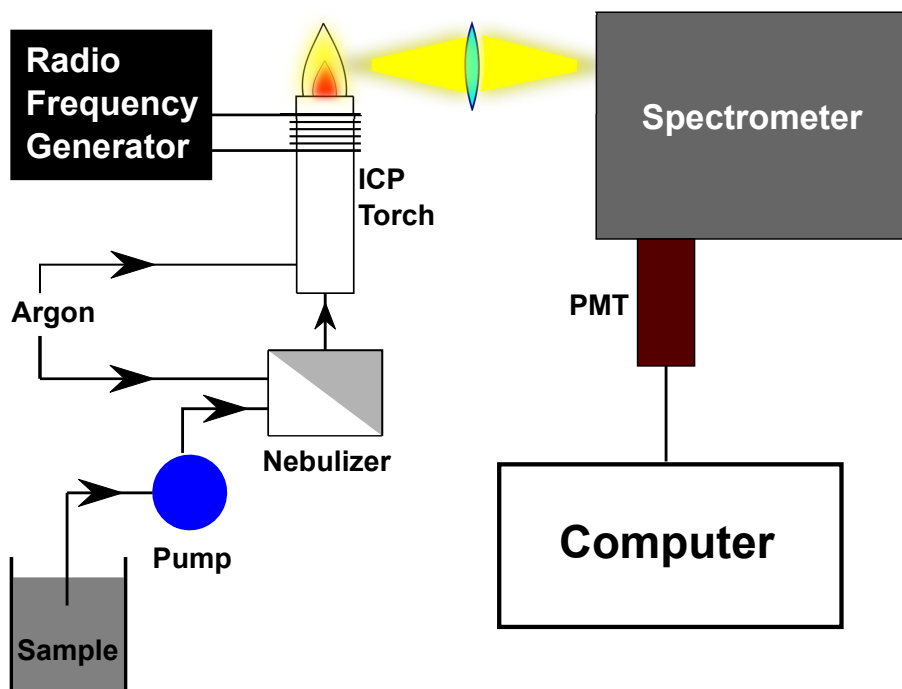 Radio
Frequency
Generator
Spectrometer
ICP
Torch
Argon
PMT
Nebulizer
Computer
Pump
Sample